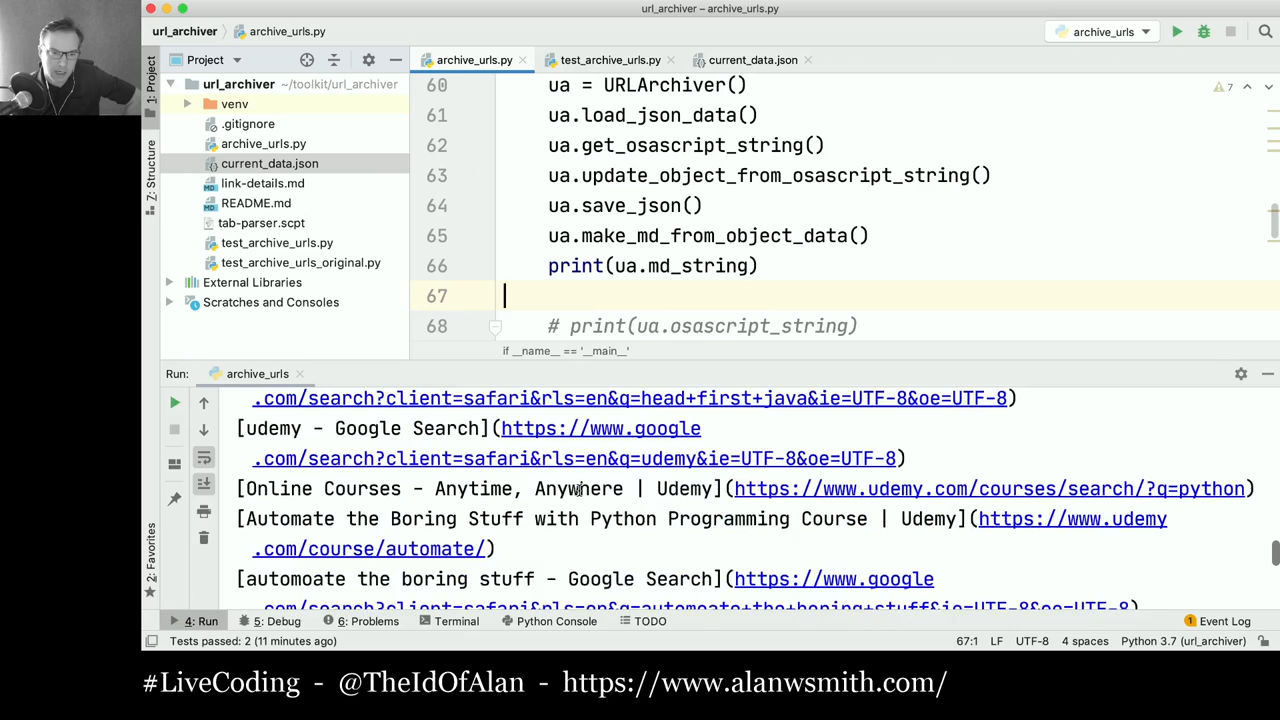 url_archiver – archive_urls.py
url_archiver archive_urls.py
archive_urls
1: Project
Z: Structure
2: Favorites
Project
url_archiver ~/toolkit/url_archiver
venv
.gitignore
archive_urls.py
current_data.json
link-details.md
README.md
tab-parser.scpt
test_archive_urls.py
test_archive_urls_original.py
External Libraries
Scratches and Consoles
archive_urls.py test_archive_urls.py current_data.json
7
60 ua = URLArchiver()
61 ua.load_json_data()
62 ua.get_osascript_string()
63 ua.update_object_from_osascript_string()
64 ua.save_json()
65 ua.make_md_from_object_data()
66 print(ua.md_string)
67
68 # print(ua.osascript_string)
if __name__ == '__main__'
Run: archive_urls
.com/search?client=safari&rls=en&q=head+first+java&ie=UTF-8&oe=UTF-8)
[udemy - Google Search](https://www.google
.com/search?client=safari&rls=en&q=udemy&ie=UTF-8&oe=UTF-8)
[Online Courses - Anytime, Anywhere | Udemy](https://www.udemy.com/courses/search/?q=python)
[Automate the Boring Stuff with Python Programming Course | Udemy](https://www.udemy
.com/course/automate/)
[automoate the boring stuff - Google Search](https://www.google
.com/search?client=safari&rls=en&q=automoate+the+boring+stuff&ie=UTF-8&oe=UTF-8)
4: Run 5: Debug 6: Problems Terminal Python Console TODO 1 Event Log
Tests passed: 2 (11 minutes ago) 67:1 LF UTF-8 4 spaces Python 3.7 (url_archiver)
#LiveCoding - @TheIdOfAlan - https://www.alanwsmith.com/